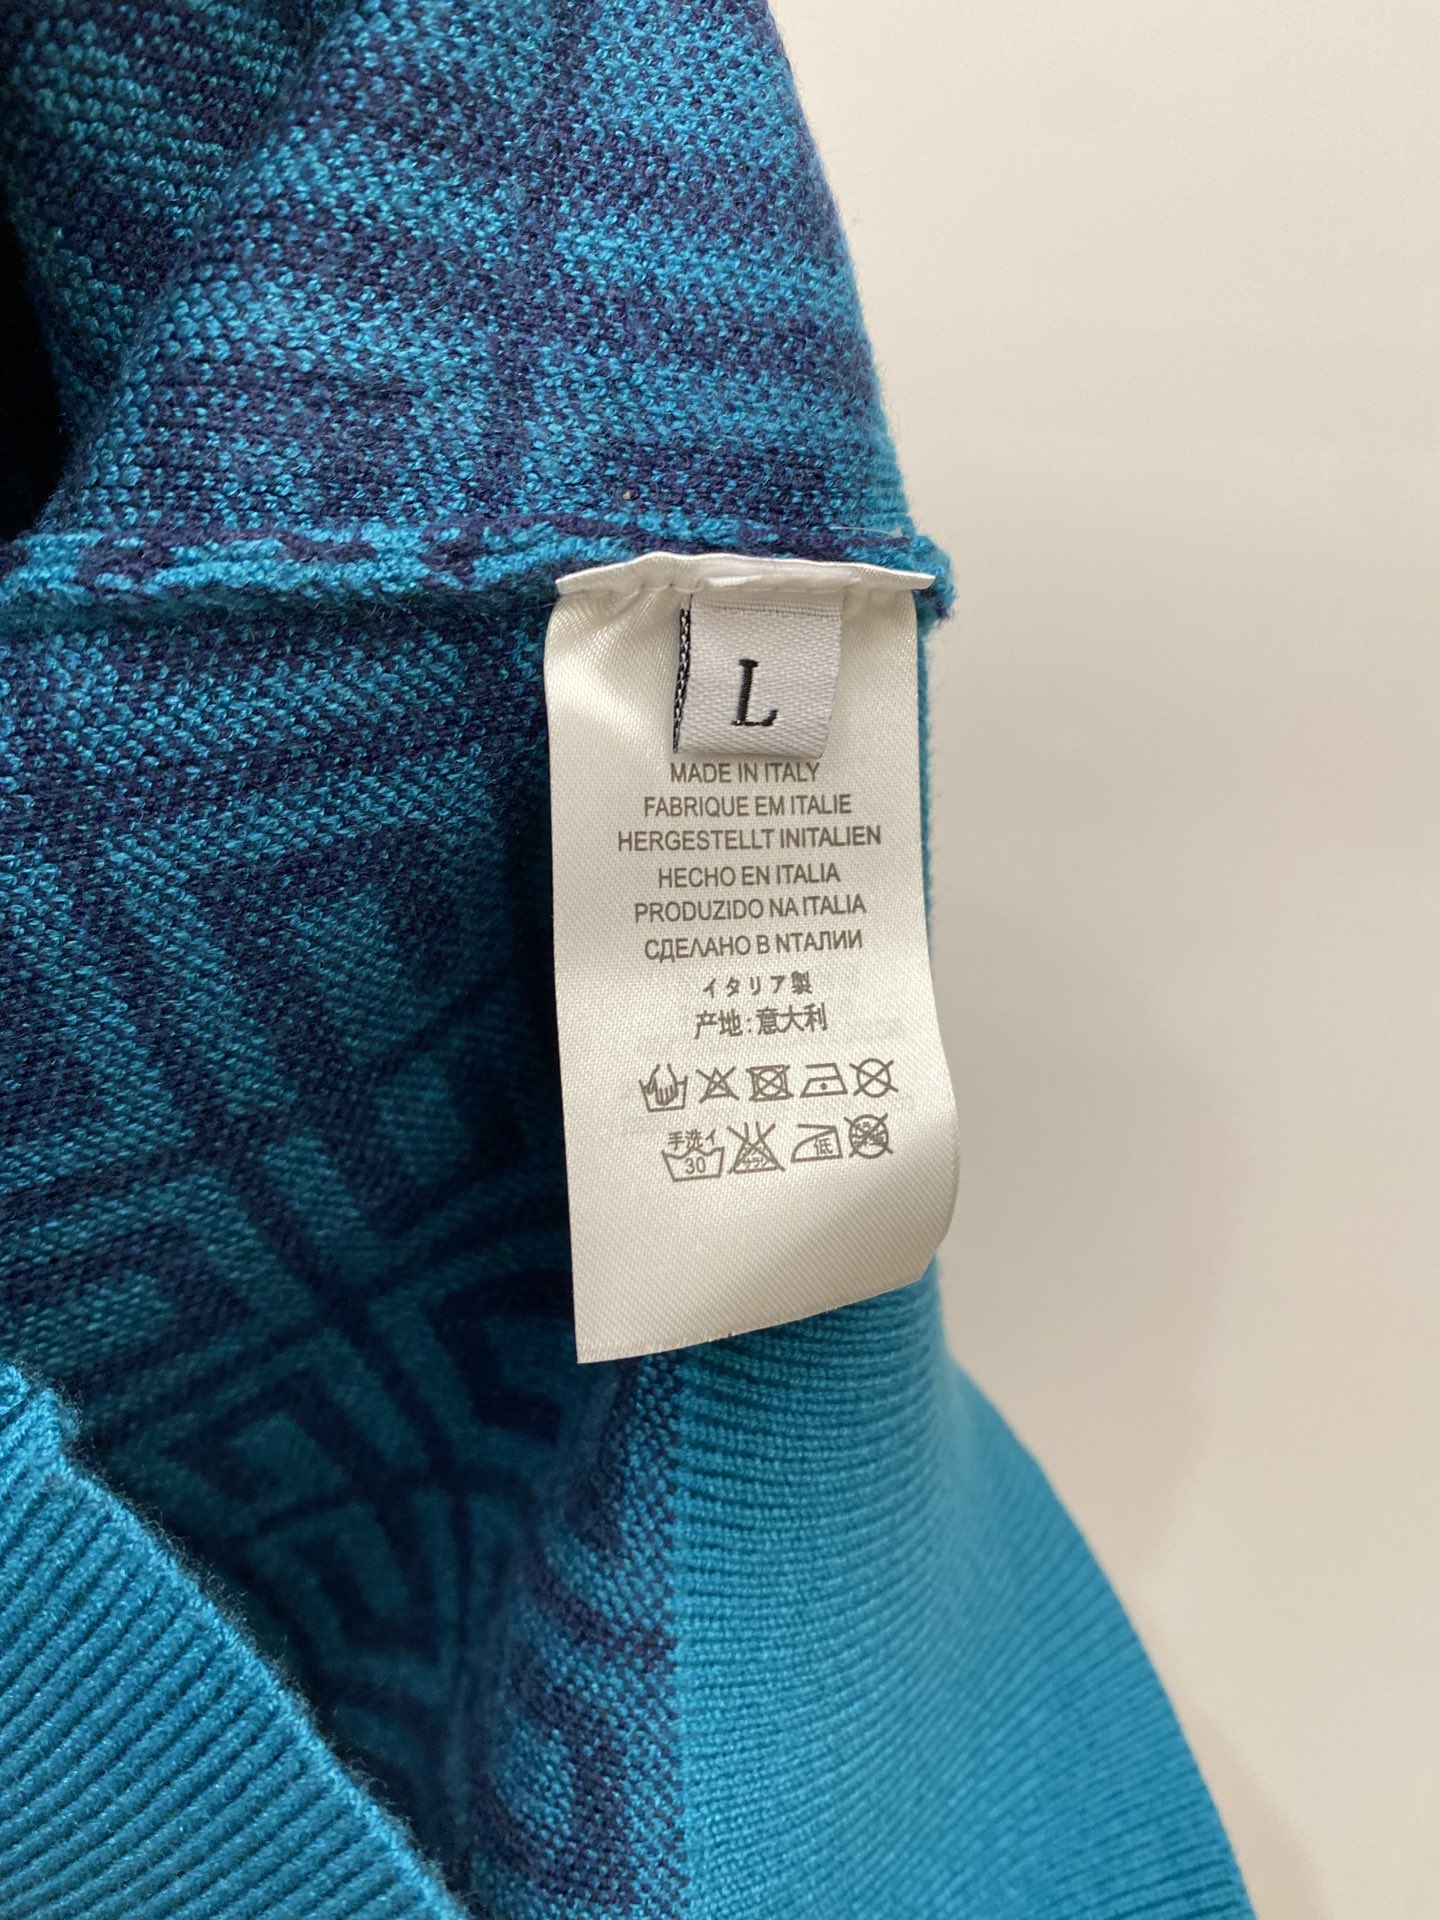 L
MADE IN ITALY
FABRIQUE EM ITALIE
HERGESTELLT INITALIEN
HECHO EN ITALIA
PRODUZIDO NA ITALIA
СДЕЛАНО В NТАЛИИ
イタリア製
产地:意大利
手洗イ
30
低